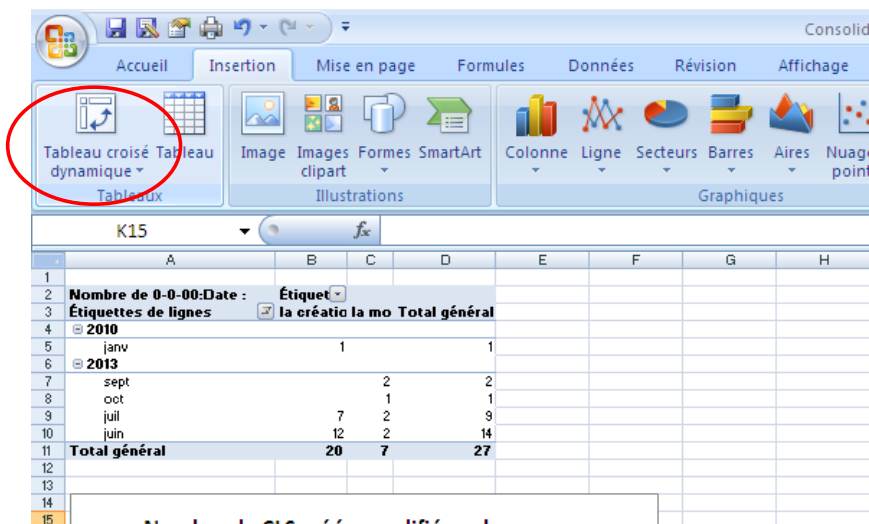 Consolid
Accueil Insertion Mise en page Formules Données Révision Affichage
Tableau croisé dynamique Tableau Image Images clipart Formes SmartArt Colonne Ligne Secteurs Barres Aires Nuag poin
Tableaux Illustrations Graphiques
K15 fx
A B C D E F G H
1
2 Nombre de 0-0-00:Date : Étiquet
3 Étiquettes de lignes la créatio la mo Total général
4 2010
5 janv 1 1
6 2013
7 sept 2 2
8 oct 1 1
9 juil 7 2 9
10 juin 12 2 14
11 Total général 20 7 27
12
13
14
15